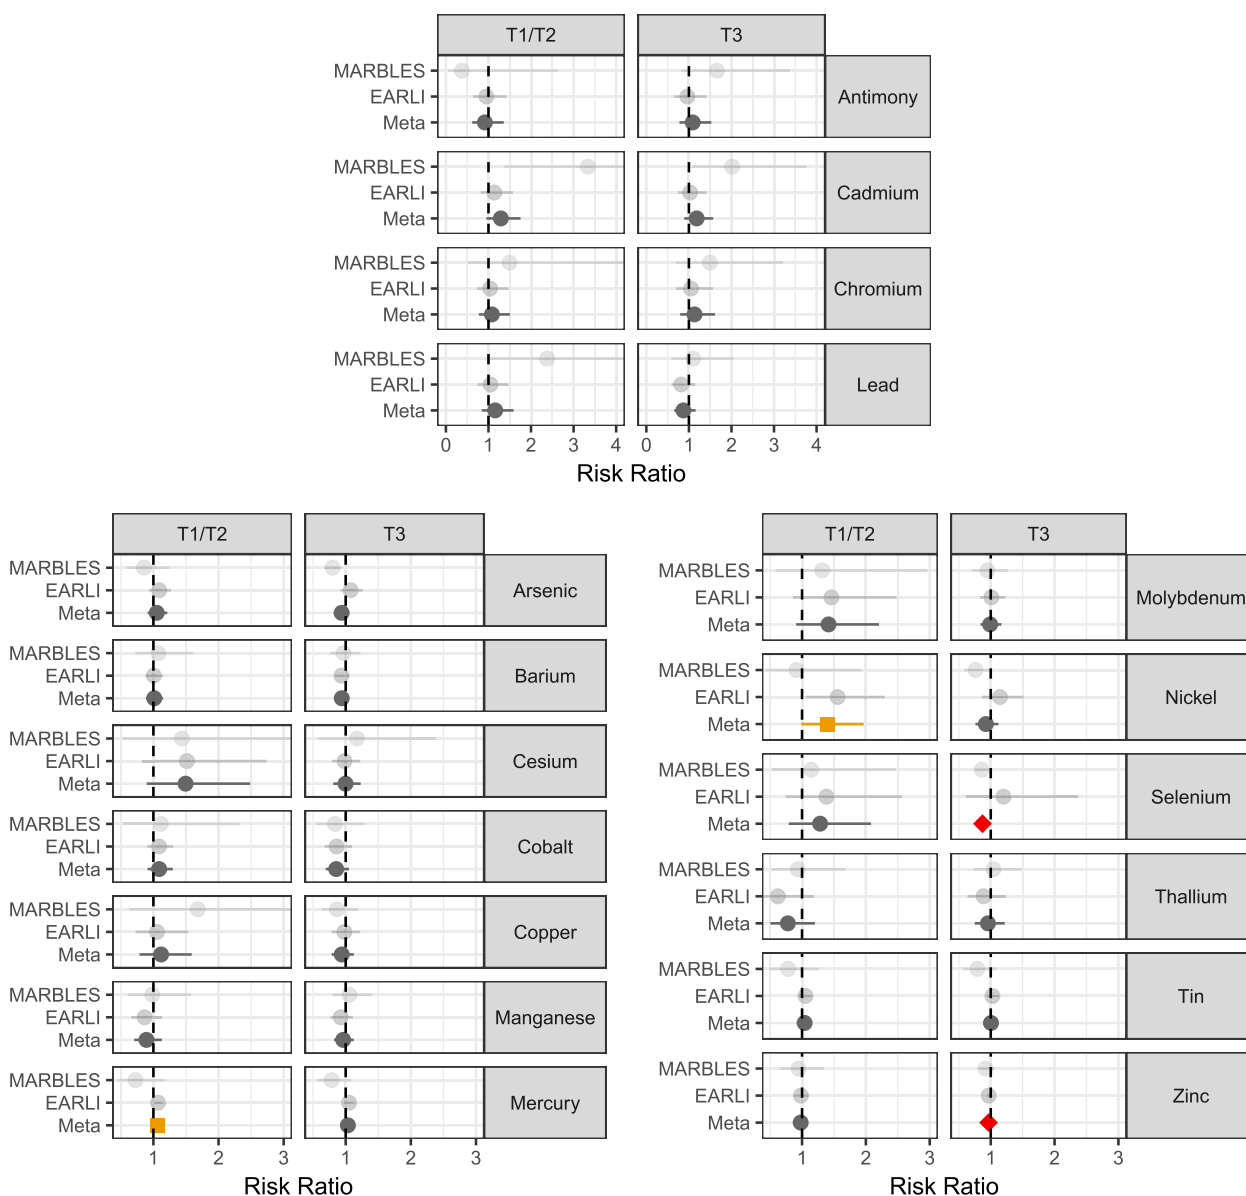 T1/T2 T3
MARBLES
EARLI
Meta
Antimony
MARBLES
EARLI
Meta
Cadmium
MARBLES
EARLI
Meta
Chromium
MARBLES
EARLI
Meta
Lead
0 1 2 3 4 0 1 2 3 4
Risk Ratio
T1/T2 T3
MARBLES
EARLI
Meta
Arsenic
MARBLES
EARLI
Meta
Barium
MARBLES
EARLI
Meta
Cesium
MARBLES
EARLI
Meta
Cobalt
MARBLES
EARLI
Meta
Copper
MARBLES
EARLI
Meta
Manganese
MARBLES
EARLI
Meta
Mercury
1 2 3 1 2 3
Risk Ratio
T1/T2 T3
MARBLES
EARLI
Meta
Molybdenum
MARBLES
EARLI
Meta
Nickel
MARBLES
EARLI
Meta
Selenium
MARBLES
EARLI
Meta
Thallium
MARBLES
EARLI
Meta
Tin
MARBLES
EARLI
Meta
Zinc
1 2 3 1 2 3
Risk Ratio